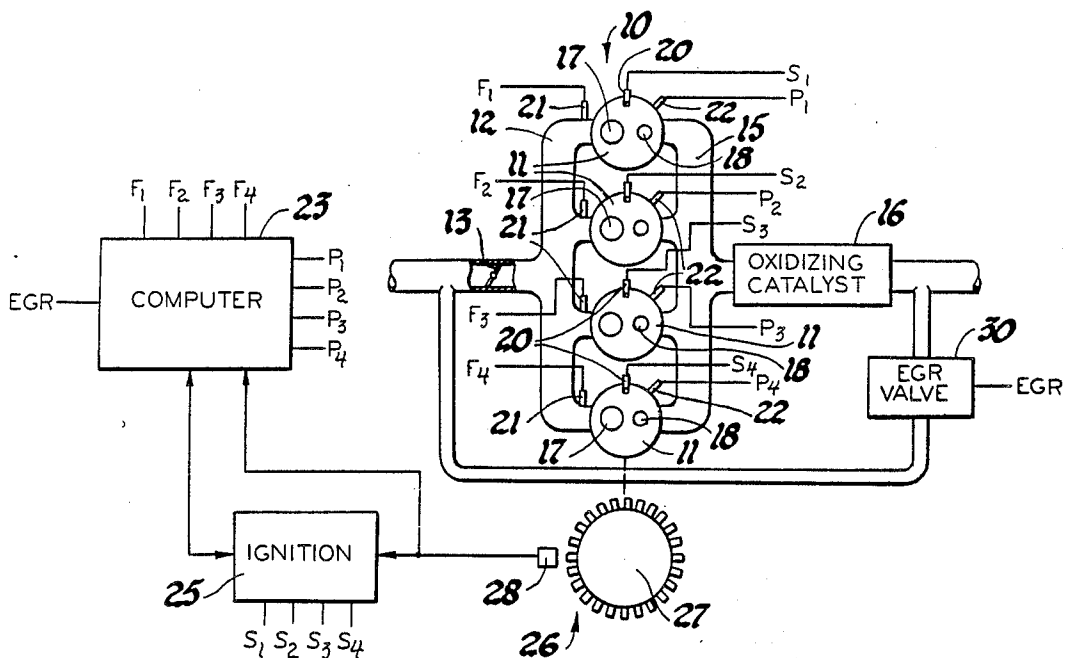 10
17
20
S1
F1
21
P1
22
12
15
11
18
F2
S2
17
P2
21
S3
F1 F2 F3 F4
23
13
16
P1
OXIDIZING
CATALYST
EGR
COMPUTER
P2
22
F3
P3
P3
20
11
30
P4
F4
S4
18
P4
EGR
VALVE
EGR
21
22
17
18
11
IGNITION
25
28
27
26
S1 S2 S3 S4